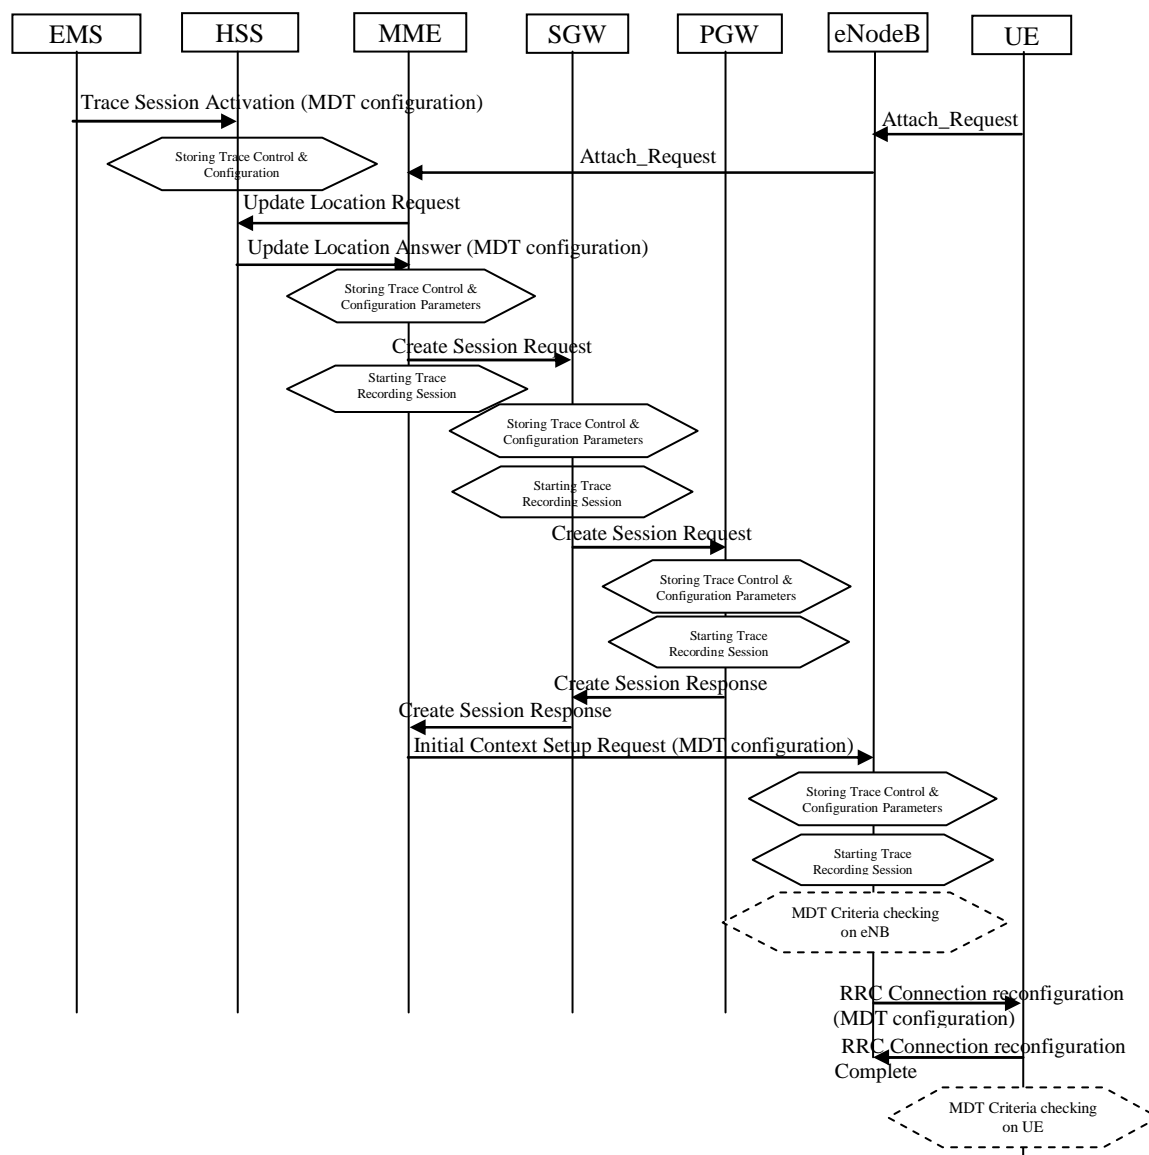 EMS
HSS
MME
SGW
PGW
eNodeB
UE
Trace Session Activation (MDT configuration)
Attach_Request
Storing Trace Control &
Configuration
Attach_Request
Update Location Request
Update Location Answer (MDT configuration)
Storing Trace Control &
Configuration Parameters
Create Session Request
Starting Trace
Recording Session
Storing Trace Control &
Configuration Parameters
Starting Trace
Recording Session
Create Session Request
Storing Trace Control &
Configuration Parameters
Starting Trace
Recording Session
Create Session Response
Create Session Response
Initial Context Setup Request (MDT configuration)
Storing Trace Control &
Configuration Parameters
Starting Trace
Recording Session
MDT Criteria checking
on eNB
RRC Connection reconfiguration
(MDT configuration)
RRC Connection reconfiguration
Complete
MDT Criteria checking
on UE